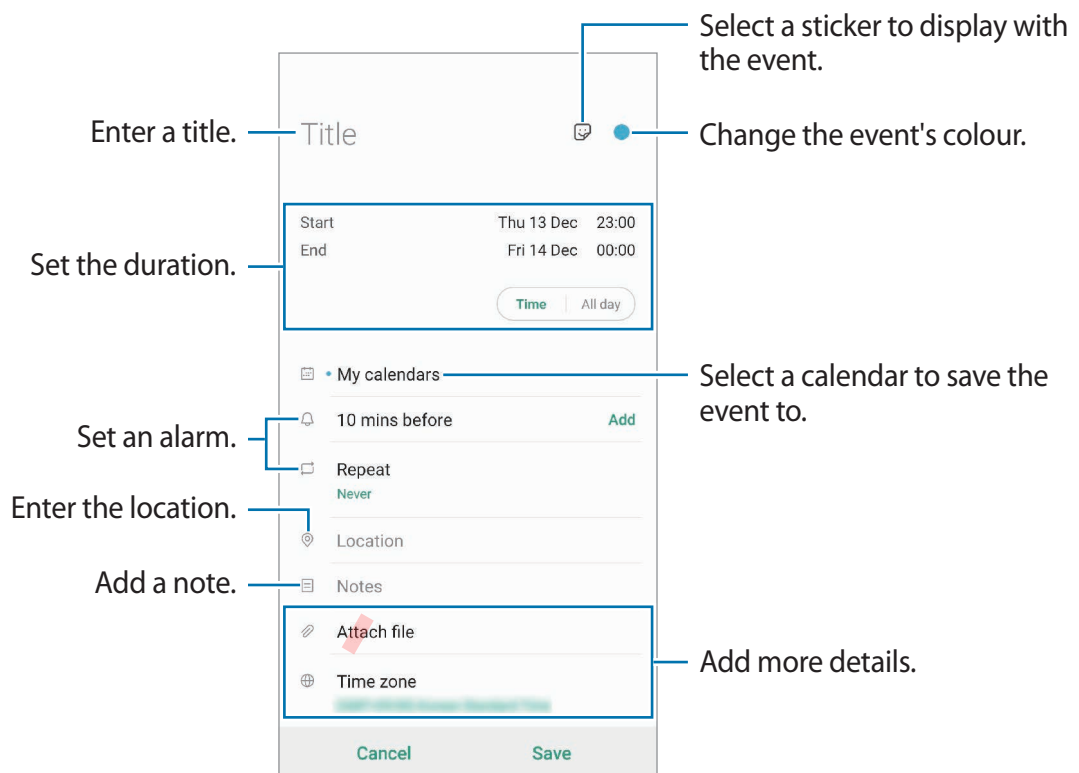 Select a sticker to display with
the event.
Enter a title.
Title
Change the event's colour.
Start Thu 13 Dec 23:00
End Fri 14 Dec 00:00
Set the duration.
Time All day
My calendars
Select a calendar to save the
event to.
10 mins before Add
Set an alarm.
Repeat
Never
Enter the location.
Location
Add a note.
Notes
Attach file
Add more details.
Time zone
Cancel Save